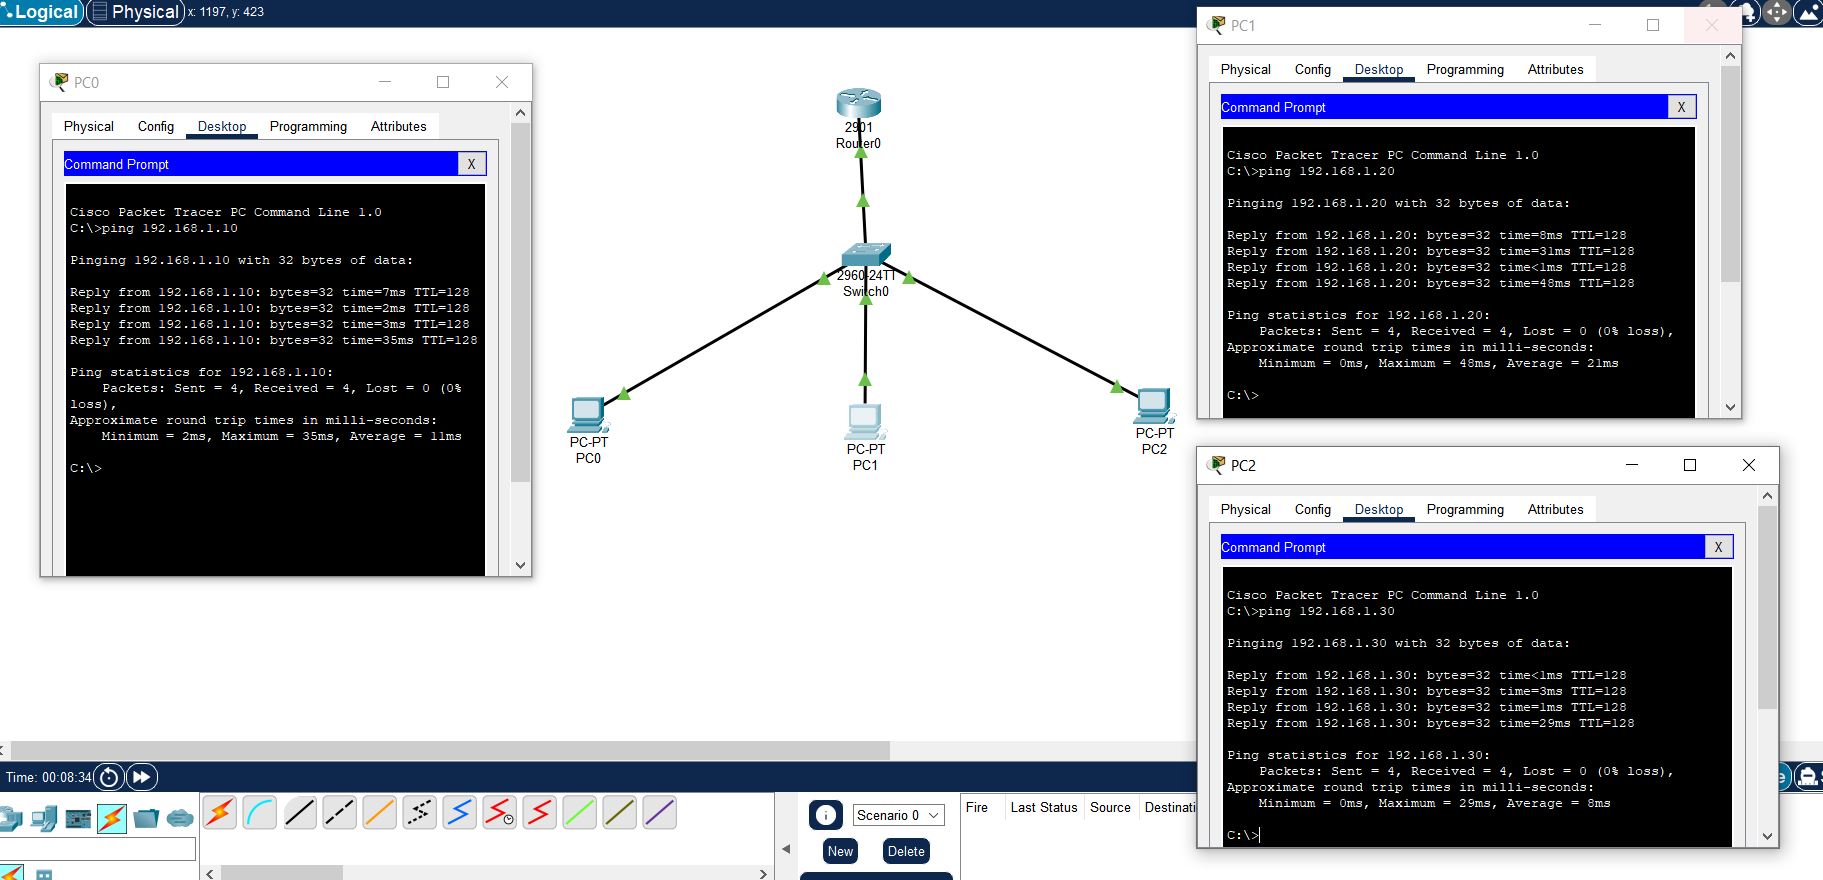 Logical
Physical
x: 1197, y: 423
PC0
Physical Config Desktop Programming Attributes
Command Prompt
X
Cisco Packet Tracer PC Command Line 1.0
C:\>ping 192.168.1.10
Pinging 192.168.1.10 with 32 bytes of data:
Reply from 192.168.1.10: bytes=32 time=7ms TTL=128
Reply from 192.168.1.10: bytes=32 time=2ms TTL=128
Reply from 192.168.1.10: bytes=32 time=3ms TTL=128
Reply from 192.168.1.10: bytes=32 time=35ms TTL=128
Ping statistics for 192.168.1.10:
Packets: Sent = 4, Received = 4, Lost = 0 (0%
loss),
Approximate round trip times in milli-seconds:
Minimum = 2ms, Maximum = 35ms, Average = 11ms
C:\>
2901
Router0
2960-24TT
Switch0
PC-PT
PC0
PC-PT
PC1
PC-PT
PC2
PC1
Physical Config Desktop Programming Attributes
Command Prompt
X
Cisco Packet Tracer PC Command Line 1.0
C:\>ping 192.168.1.20
Pinging 192.168.1.20 with 32 bytes of data:
Reply from 192.168.1.20: bytes=32 time=8ms TTL=128
Reply from 192.168.1.20: bytes=32 time=31ms TTL=128
Reply from 192.168.1.20: bytes=32 time<1ms TTL=128
Reply from 192.168.1.20: bytes=32 time=48ms TTL=128
Ping statistics for 192.168.1.20:
Packets: Sent = 4, Received = 4, Lost = 0 (0% loss),
Approximate round trip times in milli-seconds:
Minimum = 0ms, Maximum = 48ms, Average = 21ms
C:\>
PC2
Physical Config Desktop Programming Attributes
Command Prompt
X
Cisco Packet Tracer PC Command Line 1.0
C:\>ping 192.168.1.30
Pinging 192.168.1.30 with 32 bytes of data:
Reply from 192.168.1.30: bytes=32 time<1ms TTL=128
Reply from 192.168.1.30: bytes=32 time=3ms TTL=128
Reply from 192.168.1.30: bytes=32 time=1ms TTL=128
Reply from 192.168.1.30: bytes=32 time=29ms TTL=128
Ping statistics for 192.168.1.30:
Packets: Sent = 4, Received = 4, Lost = 0 (0% loss),
Approximate round trip times in milli-seconds:
Minimum = 0ms, Maximum = 29ms, Average = 8ms
C:\>
Time: 00:08:34
Scenario 0
New
Delete
Fire Last Status Source Destinati